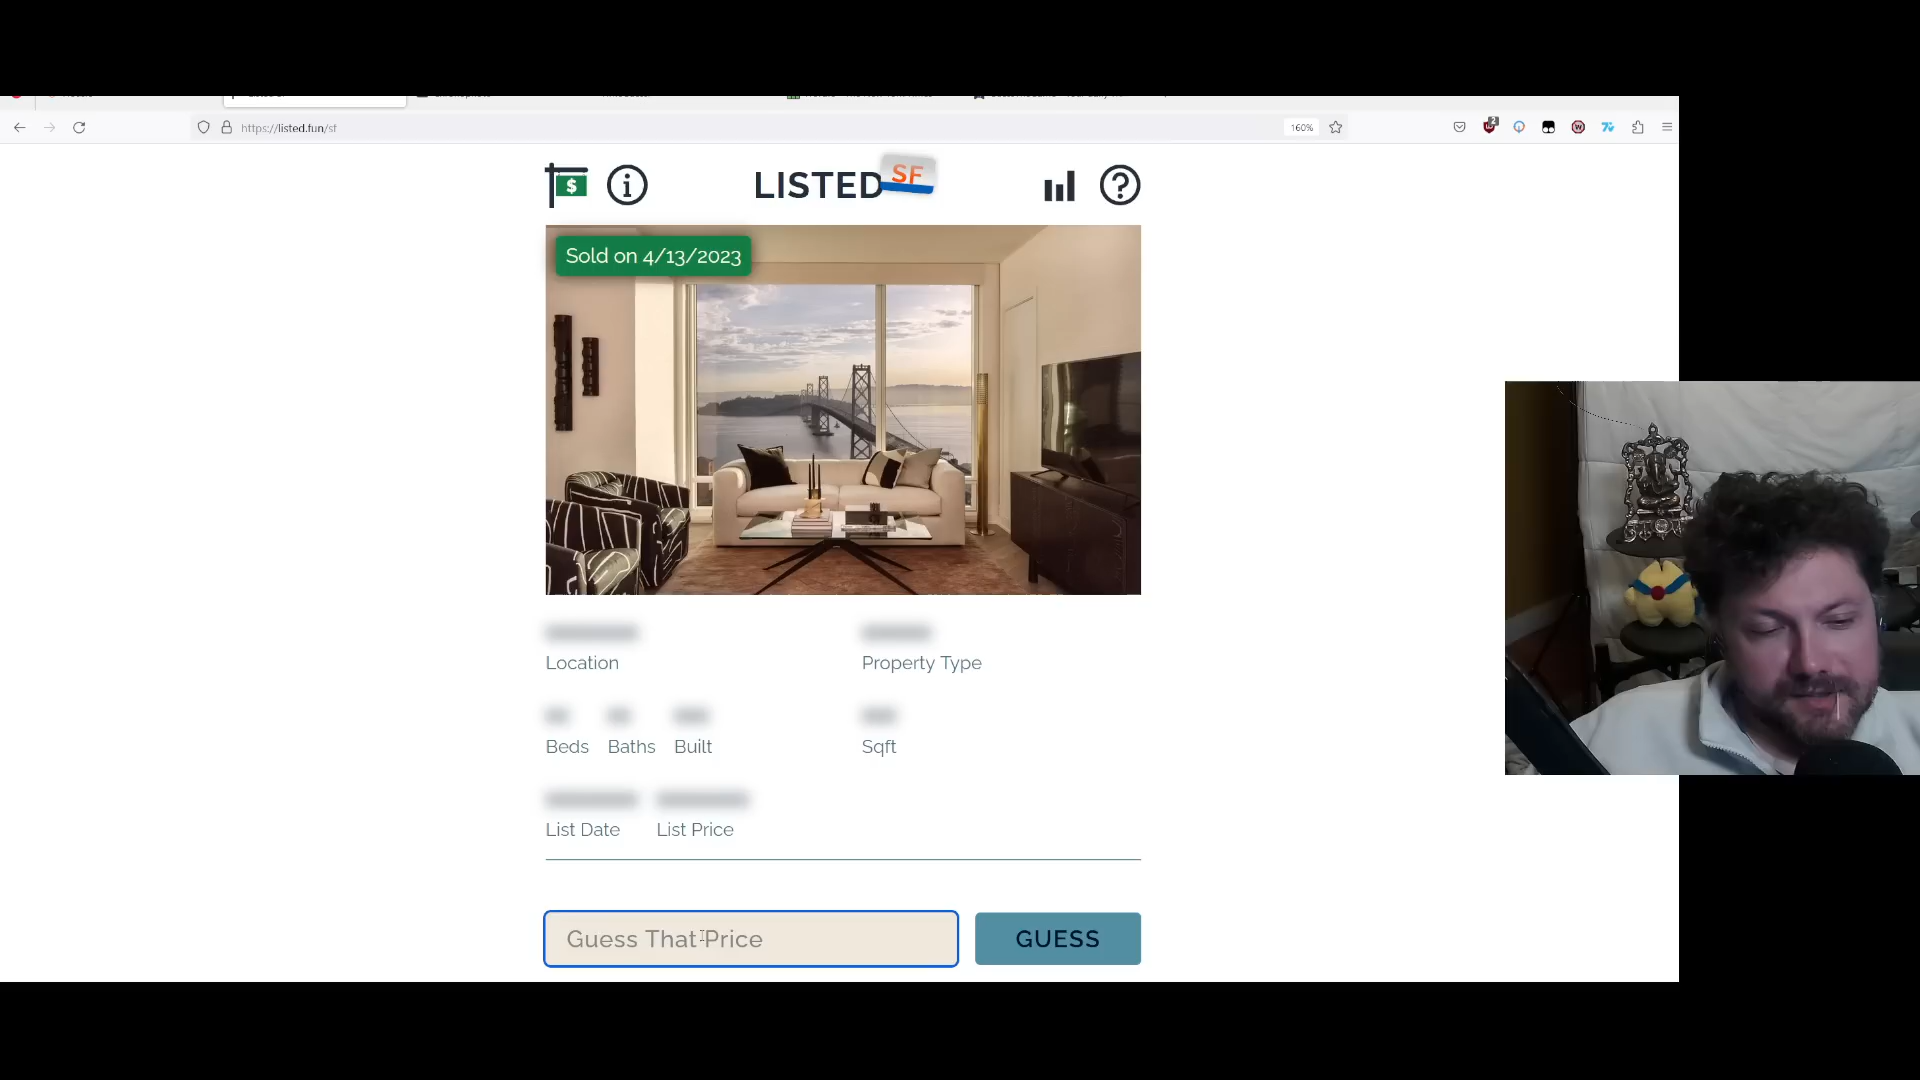 https://listed.fun/sf
160%
2
$
LISTED SF
Sold on 4/13/2023
Location
Property Type
Beds Baths Built
Sqft
List Date List Price
Guess That Price
GUESS